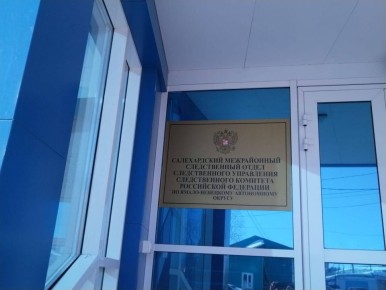 САЛЕХАРДСКИЙ МЕЖРАЙОННЫЙ
СЛЕДСТВЕННЫЙ ОТДЕЛ
СЛЕДСТВЕННОГО УПРАВЛЕНИЯ
СЛЕДСТВЕННОГО КОМИТЕТА
РОССИЙСКОЙ ФЕДЕРАЦИИ
ПО ЯМАЛО-НЕНЕЦКОМУ АВТОНОМНОМУ
ОКРУГУ